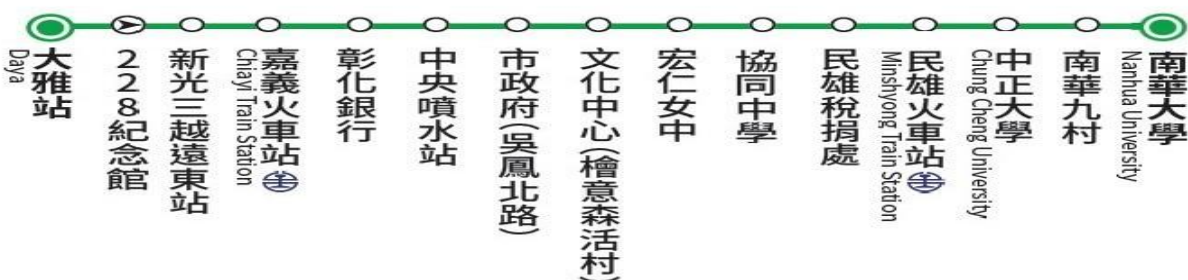 大雅站
Daya
228紀念館
新光三越遠東站
嘉義火車站
Chiayi Train Station
彰化銀行
中央噴水站
市政府(吳鳳北路)
文化中心(檜意森活村)
宏仁女中
協同中學
民雄稅捐處
民雄火車站
Minshyong Train Station
中正大學
Chung Cheng University
南華九村
南華大學
Nanhua University